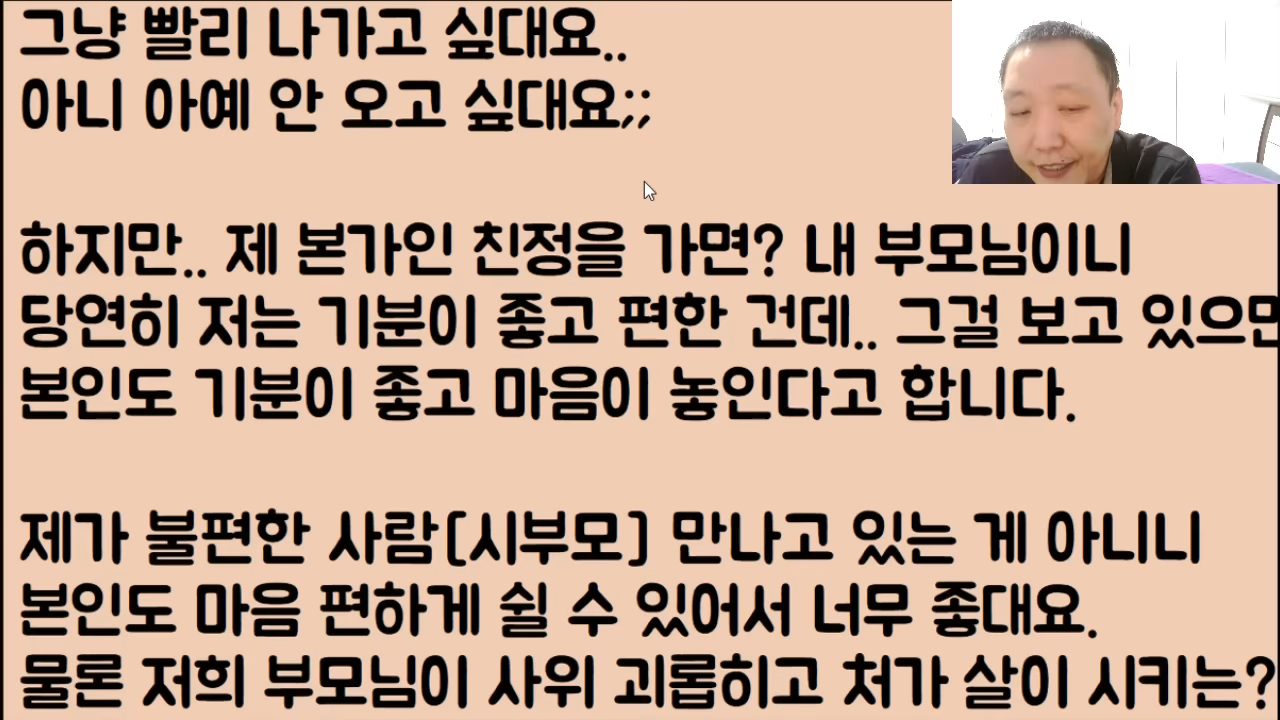 그냥 빨리 나가고 싶대요..
아니 아예 안 오고 싶대요;;
하지만.. 제 본가인 친정을 가면? 내 부모님이니
당연히 저는 기분이 좋고 편한 건데.. 그걸 보고 있으면
본인도 기분이 좋고 마음이 놓인다고 합니다.
제가 불편한 사람[시부모] 만나고 있는 게 아니니
본인도 마음 편하게 쉴 수 있어서 너무 좋대요.
물론 저희 부모님이 사위 괴롭히고 처가 살이 시키는?